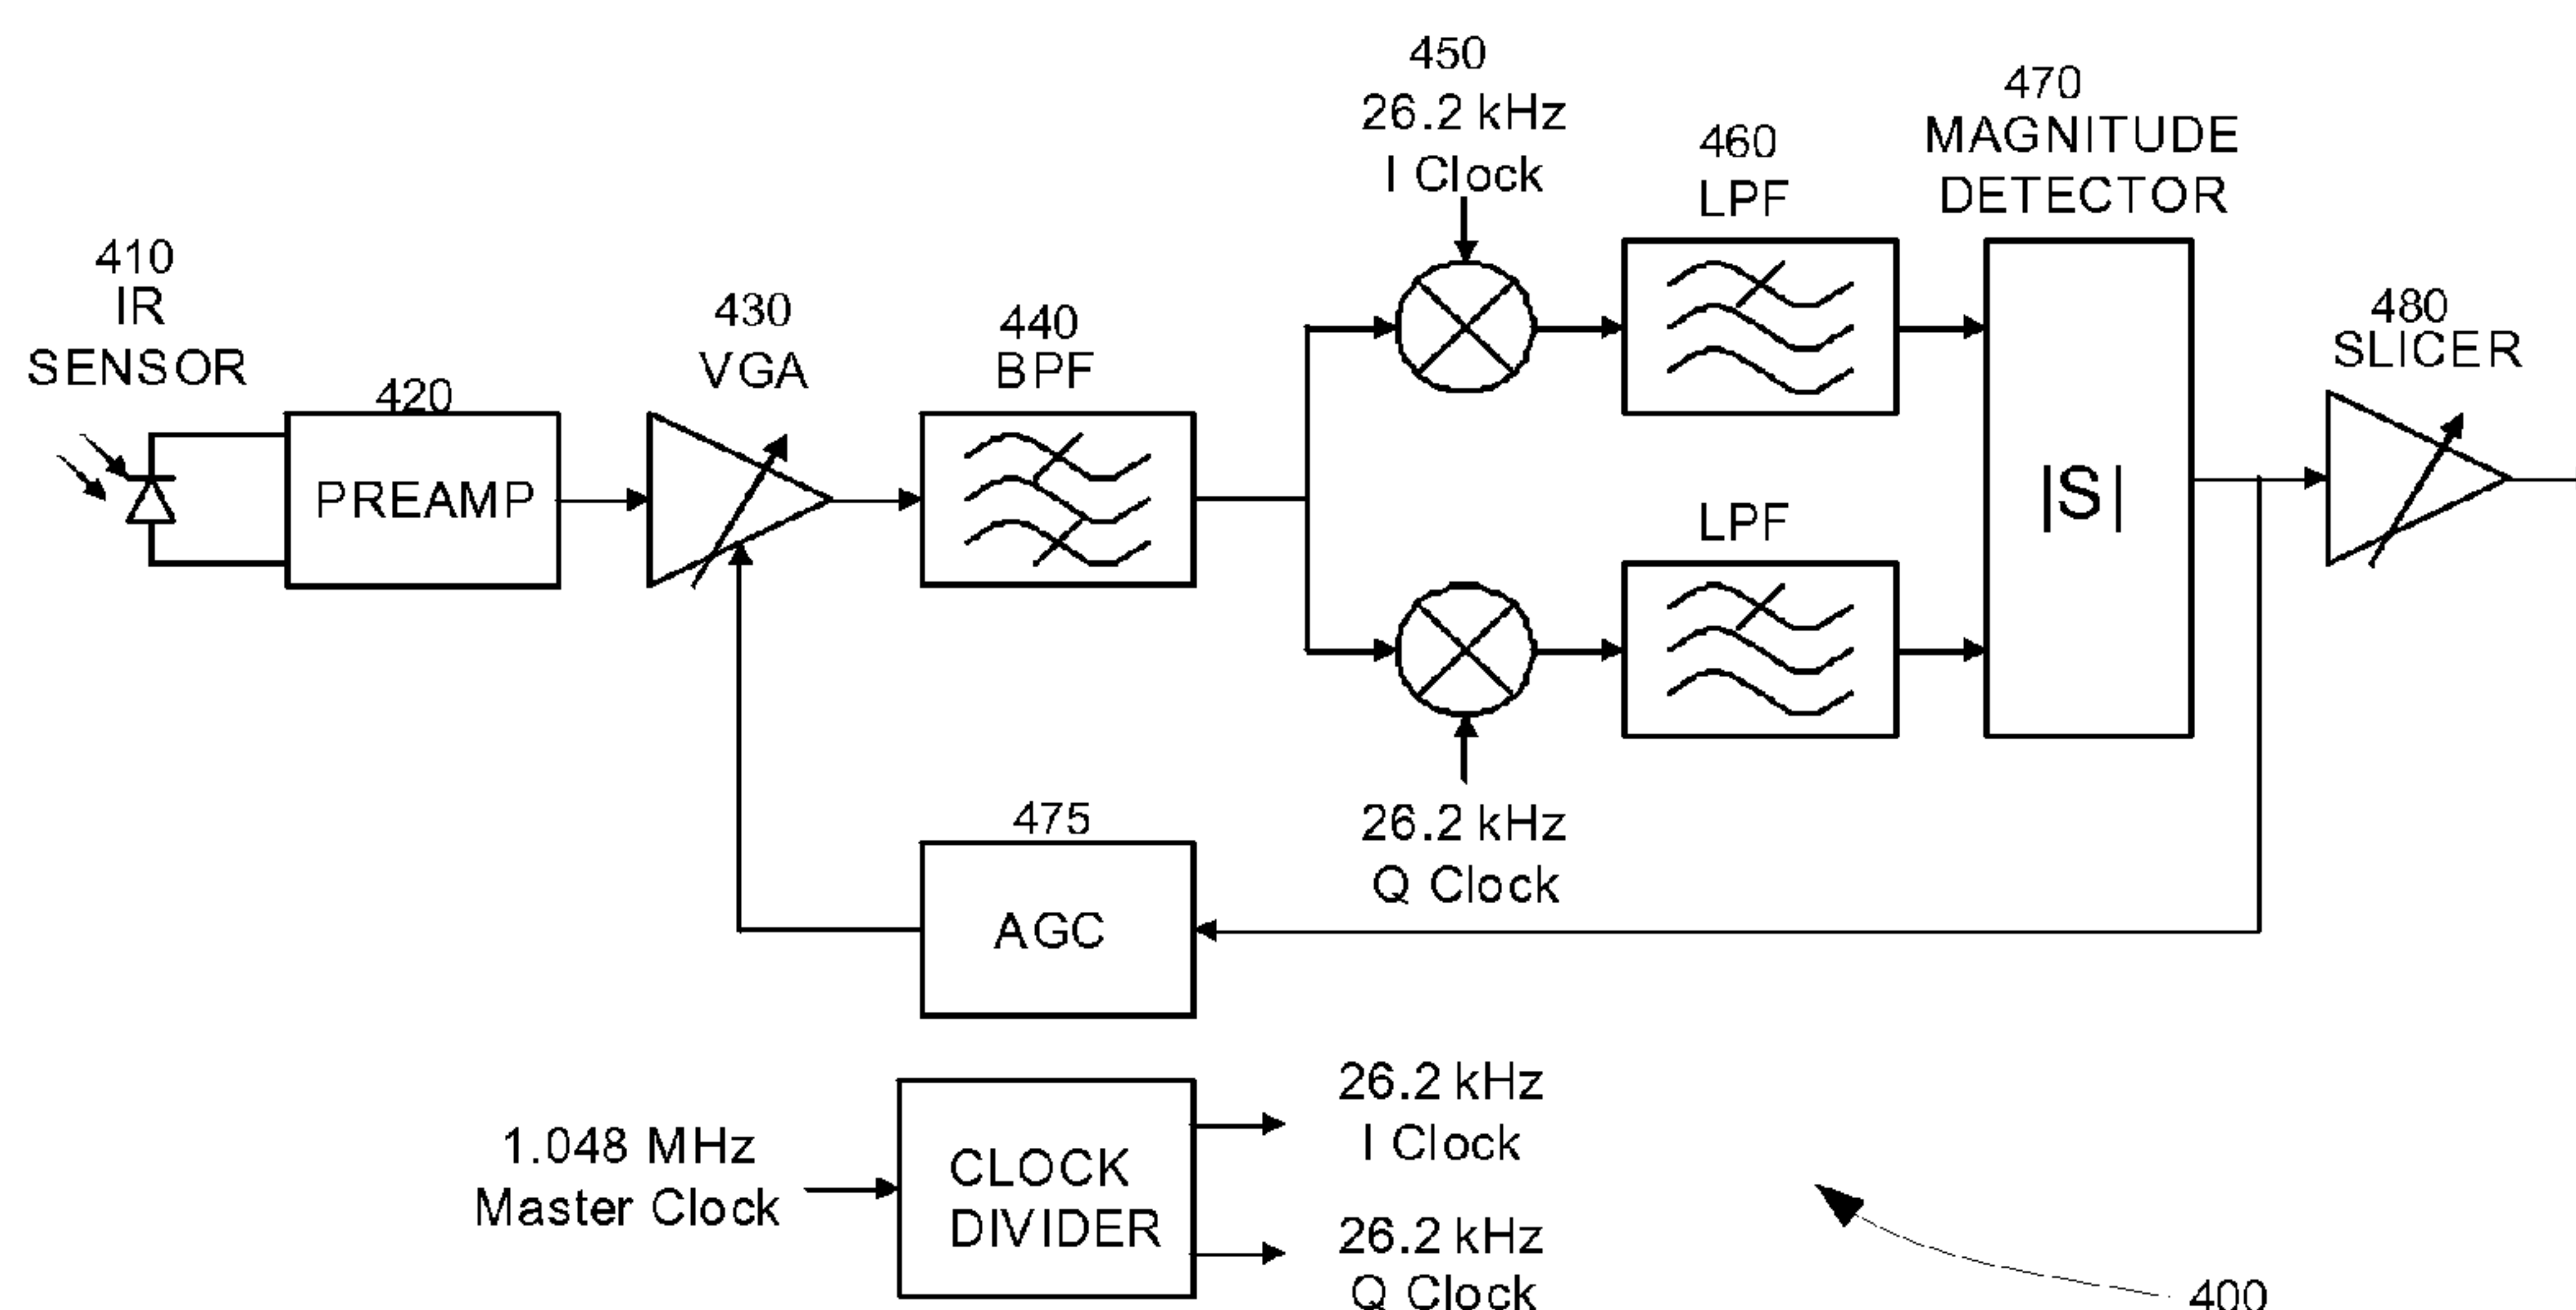 450
26.2 kHz
I Clock
470
MAGNITUDE
DETECTOR
460
LPF
410
IR
SENSOR
430
VGA
440
BPF
480
SLICER
420
PREAMP
|S|
LPF
475
AGC
26.2 kHz
Q Clock
1.048 MHz
Master Clock
CLOCK
DIVIDER
26.2 kHz
I Clock
26.2 kHz
Q Clock
400